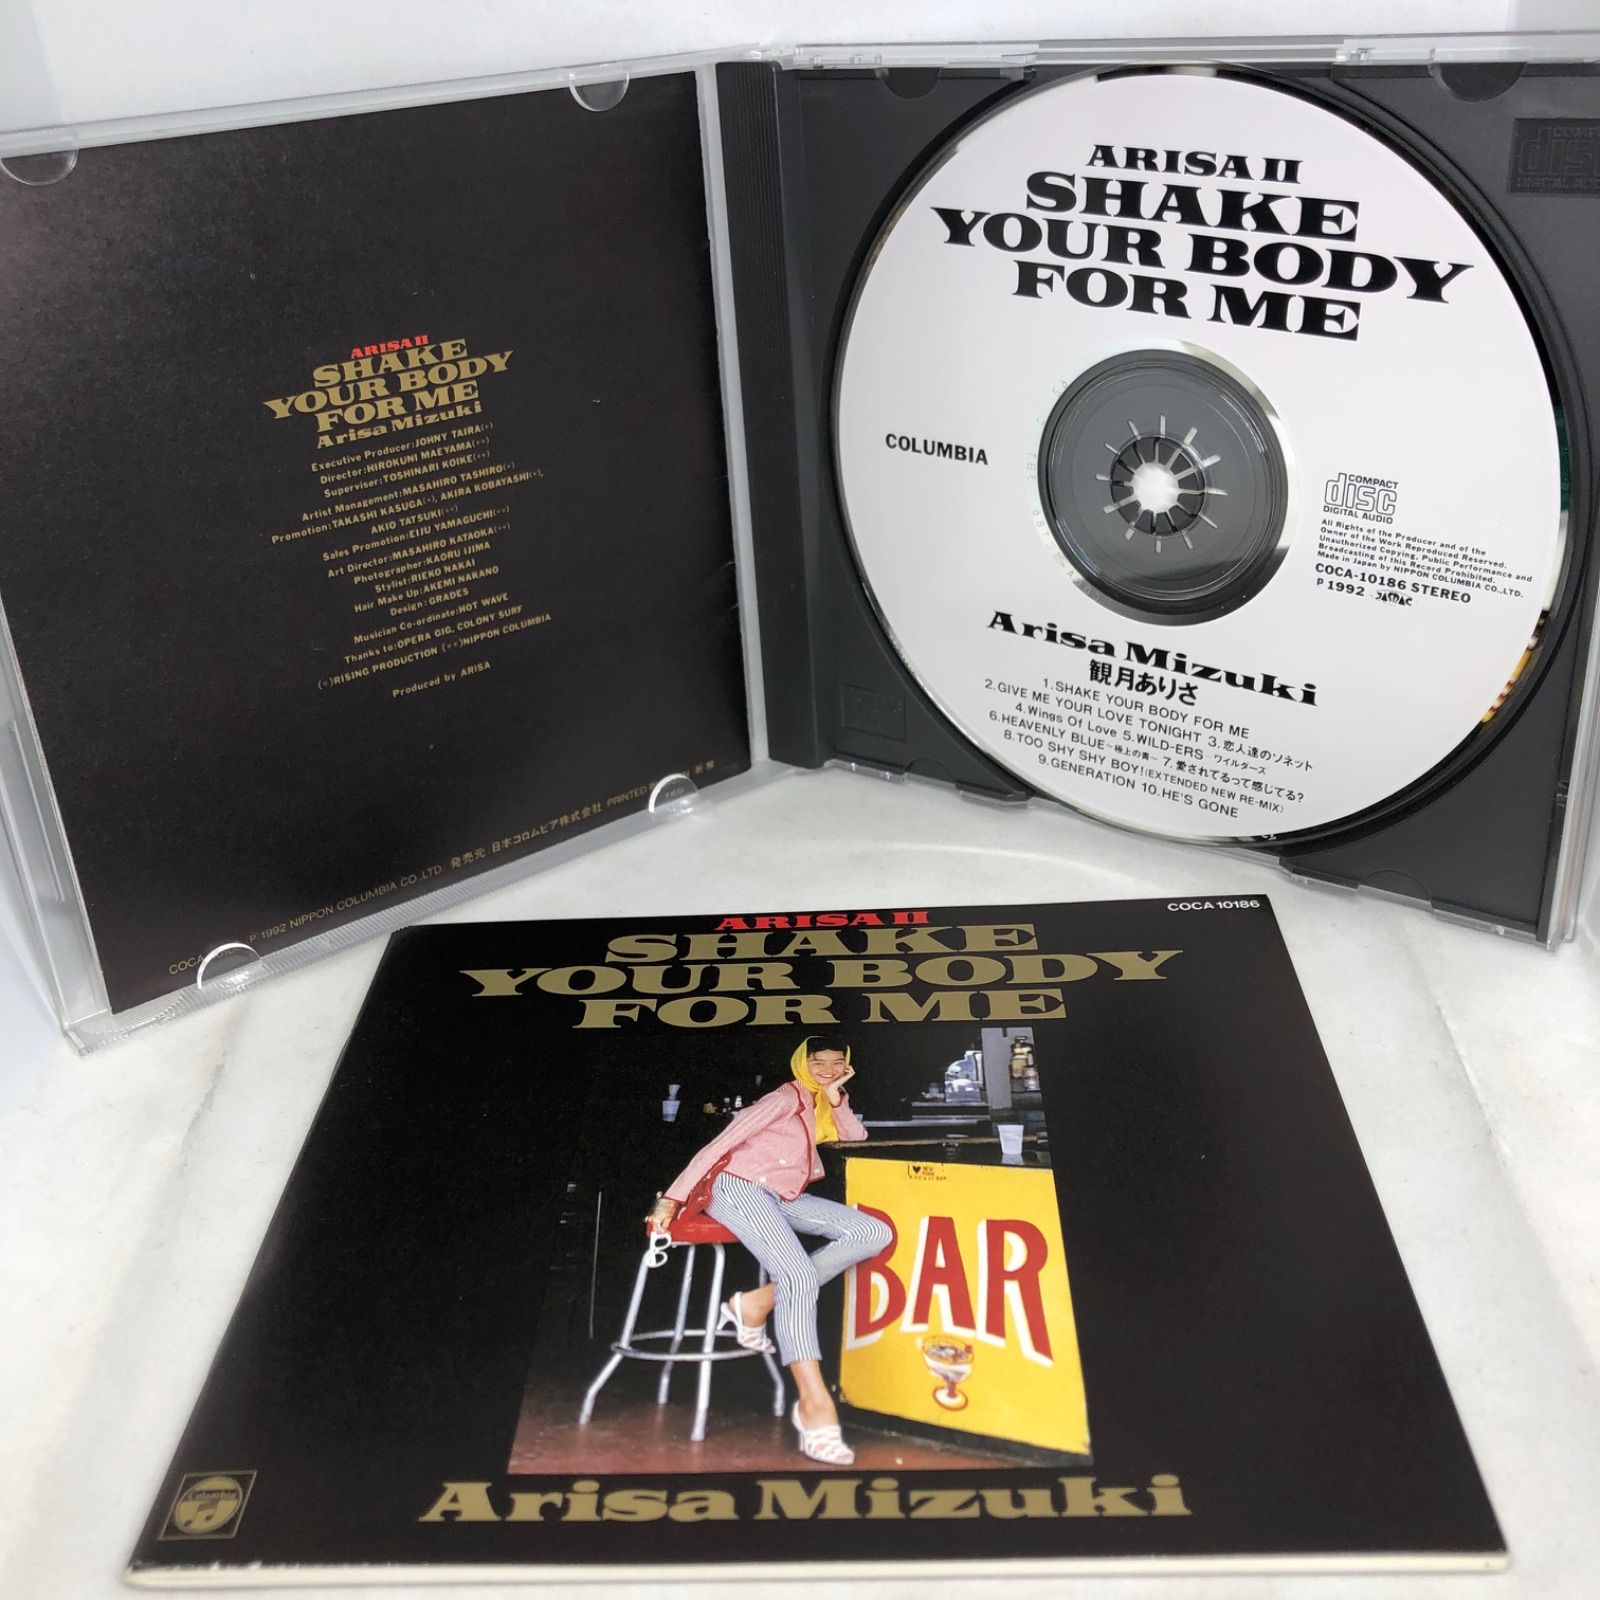 ARISA II
SHAKE
YOUR BODY
FOR ME
Arisa Mizuki
Executive Producer:JOHNY TAIRA(*)
Director:HIROKUNI MAEYAMA(**)
Superviser:TOSHINARI KOIKE(**)
Artist Management:MASAHIRO TASHIRO(*)
Promotion:TAKASHI KASUGA(*), AKIRA KOBAYASHI(*),
AKIO TATSUKI(**)
Sales Promotion:EIJU YAMAGUCHI(**)
Art Director:MASAHIRO KATAOKA(**)
Photographer:KAORU IJIMA
Stylist:RIEKO NAKAI
Hair Make Up:AKEMI NAKANO
Design:GRADES
Musician Co-ordinate:HOT WAVE
Thanks to:OPERA GIG, COLONY SURF
(*)RISING PRODUCTION (**)NIPPON COLUMBIA
Produced by ARISA
P 1992 NIPPON COLUMBIA CO.,LTD. 発売元 日本コロムビア株式会社 PRINTED
ARISA II
SHAKE
YOUR BODY
FOR ME
COLUMBIA
COMPACT
disc
DIGITAL AUDIO
All Rights of the Producer and of the
Owner of the Work Reproduced Reserved.
Unauthorized Copying, Public Performance and
Broadcasting of this Record Prohibited.
Made in Japan by NIPPON COLUMBIA CO.,LTD.
COCA-10186 STEREO
P 1992 JASRAC
Arisa Mizuki
観月ありさ
1.SHAKE YOUR BODY FOR ME
2.GIVE ME YOUR LOVE TONIGHT 3.恋人達のソネット
4.Wings Of Love 5.WILD-ERS ワイルダーズ
6.HEAVENLY BLUE~極上の青~ 7.愛されてるって感じてる?
8.TOO SHY SHY BOY!(EXTENDED NEW RE-MIX)
9.GENERATION 10.HE'S GONE
COCA 10186
ARISA II
SHAKE
YOUR BODY
FOR ME
BAR
Columbia
Arisa Mizuki